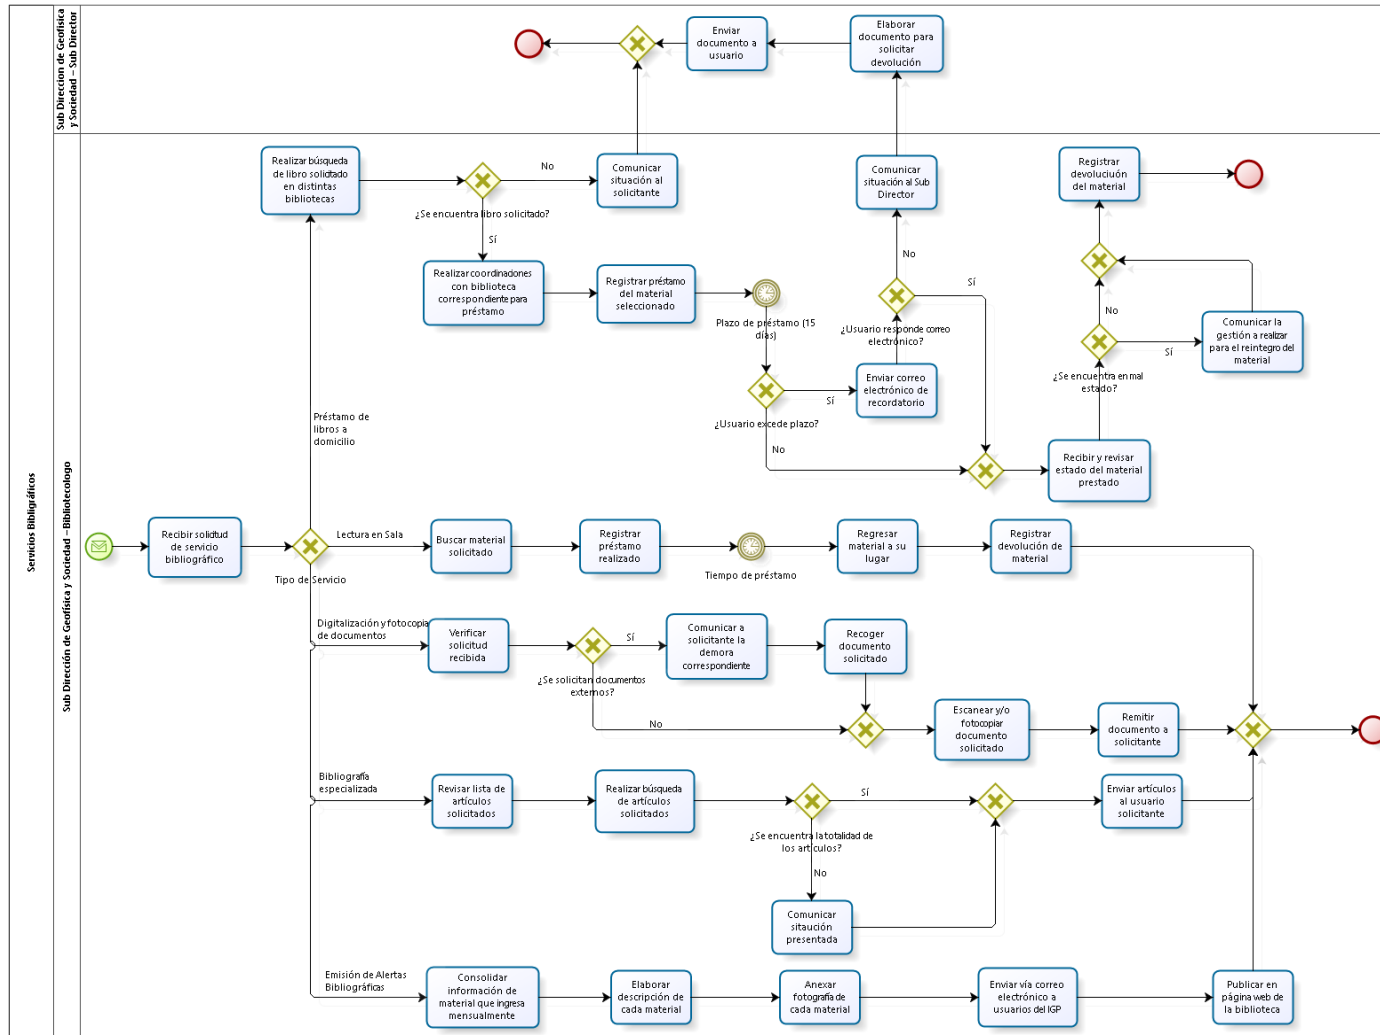 Servicios Bibligráficos
Sub Direccion de Geofísica
y Sociedad – Sub Director
Sub Dirección de Geofísica y Sociedad – Bibliotecologo
Enviar
documento a
usuario
Elaborar
documento para
solicitar
devolución
Realizar búsqueda
de libro solicitado
en distintas
bibliotecas
¿Se encuentra libro solicitado?
No
Sí
Comunicar
situación al
solicitante
Realizar coordinaciones
con biblioteca
correspondiente para
préstamo
Registrar préstamo
del material
seleccionado
Plazo de préstamo (15
días)
¿Usuario excede plazo?
Sí
No
Enviar correo
electrónico de
recordatorio
¿Usuario responde correo
electrónico?
No
Sí
Comunicar
situación al Sub
Director
Recibir y revisar
estado del material
prestado
¿Se encuentra en mal
estado?
No
Sí
Comunicar la
gestión a realizar
para el reintegro del
material
Registrar
devoluciuón
del material
Préstamo de
libros a
domicilio
Recibir solicitud
de servicio
bibliográfico
Tipo de Servicio
Lectura en Sala
Buscar material
solicitado
Registrar
préstamo
realizado
Tiempo de préstamo
Regresar
material a su
lugar
Registrar
devolución de
material
Digitalización y fotocopia
de documentos
Verificar
solicitud
recibida
¿Se solicitan documentos
externos?
Sí
No
Comunicar a
solicitante la
demora
correspondiente
Recoger
documento
solicitado
Escanear y/o
fotocopiar
documento
solicitado
Remitir
documento a
solicitante
Bibliografía
especializada
Revisar lista de
artículos
solicitados
Realizar búsqueda
de artículos
solicitados
¿Se encuentra la totalidad de
los artículos?
Sí
No
Comunicar
sitaución
presentada
Enviar artículos
al usuario
solicitante
Emisión de Alertas
Bibliográficas
Consolidar
información de
material que ingresa
mensualmente
Elaborar
descripción de
cada material
Anexar
fotografía de
cada material
Enviar vía correo
electrónico a
usuarios del IGP
Publicar en
página web de
la biblioteca